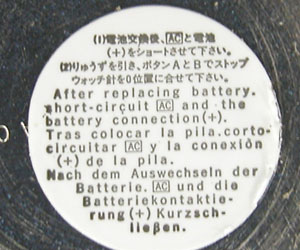 (1)電池交換後、AC と電池
(+)をショートさせて下さい。
(2)りゅうずを引き、ボタンAとBでストップ
ウォッチ針を0位置に合せて下さい。
After replacing battery.
short-circuit AC and the
battery connection(+).
Tras colocar la pila.corto-
circuitar AC y la conexión
(+) de la pila.
Nach dem Auswechseln der
Batterie. AC und die
Batteriekontaktie-
rung(+) Kurzsch-
ließen.